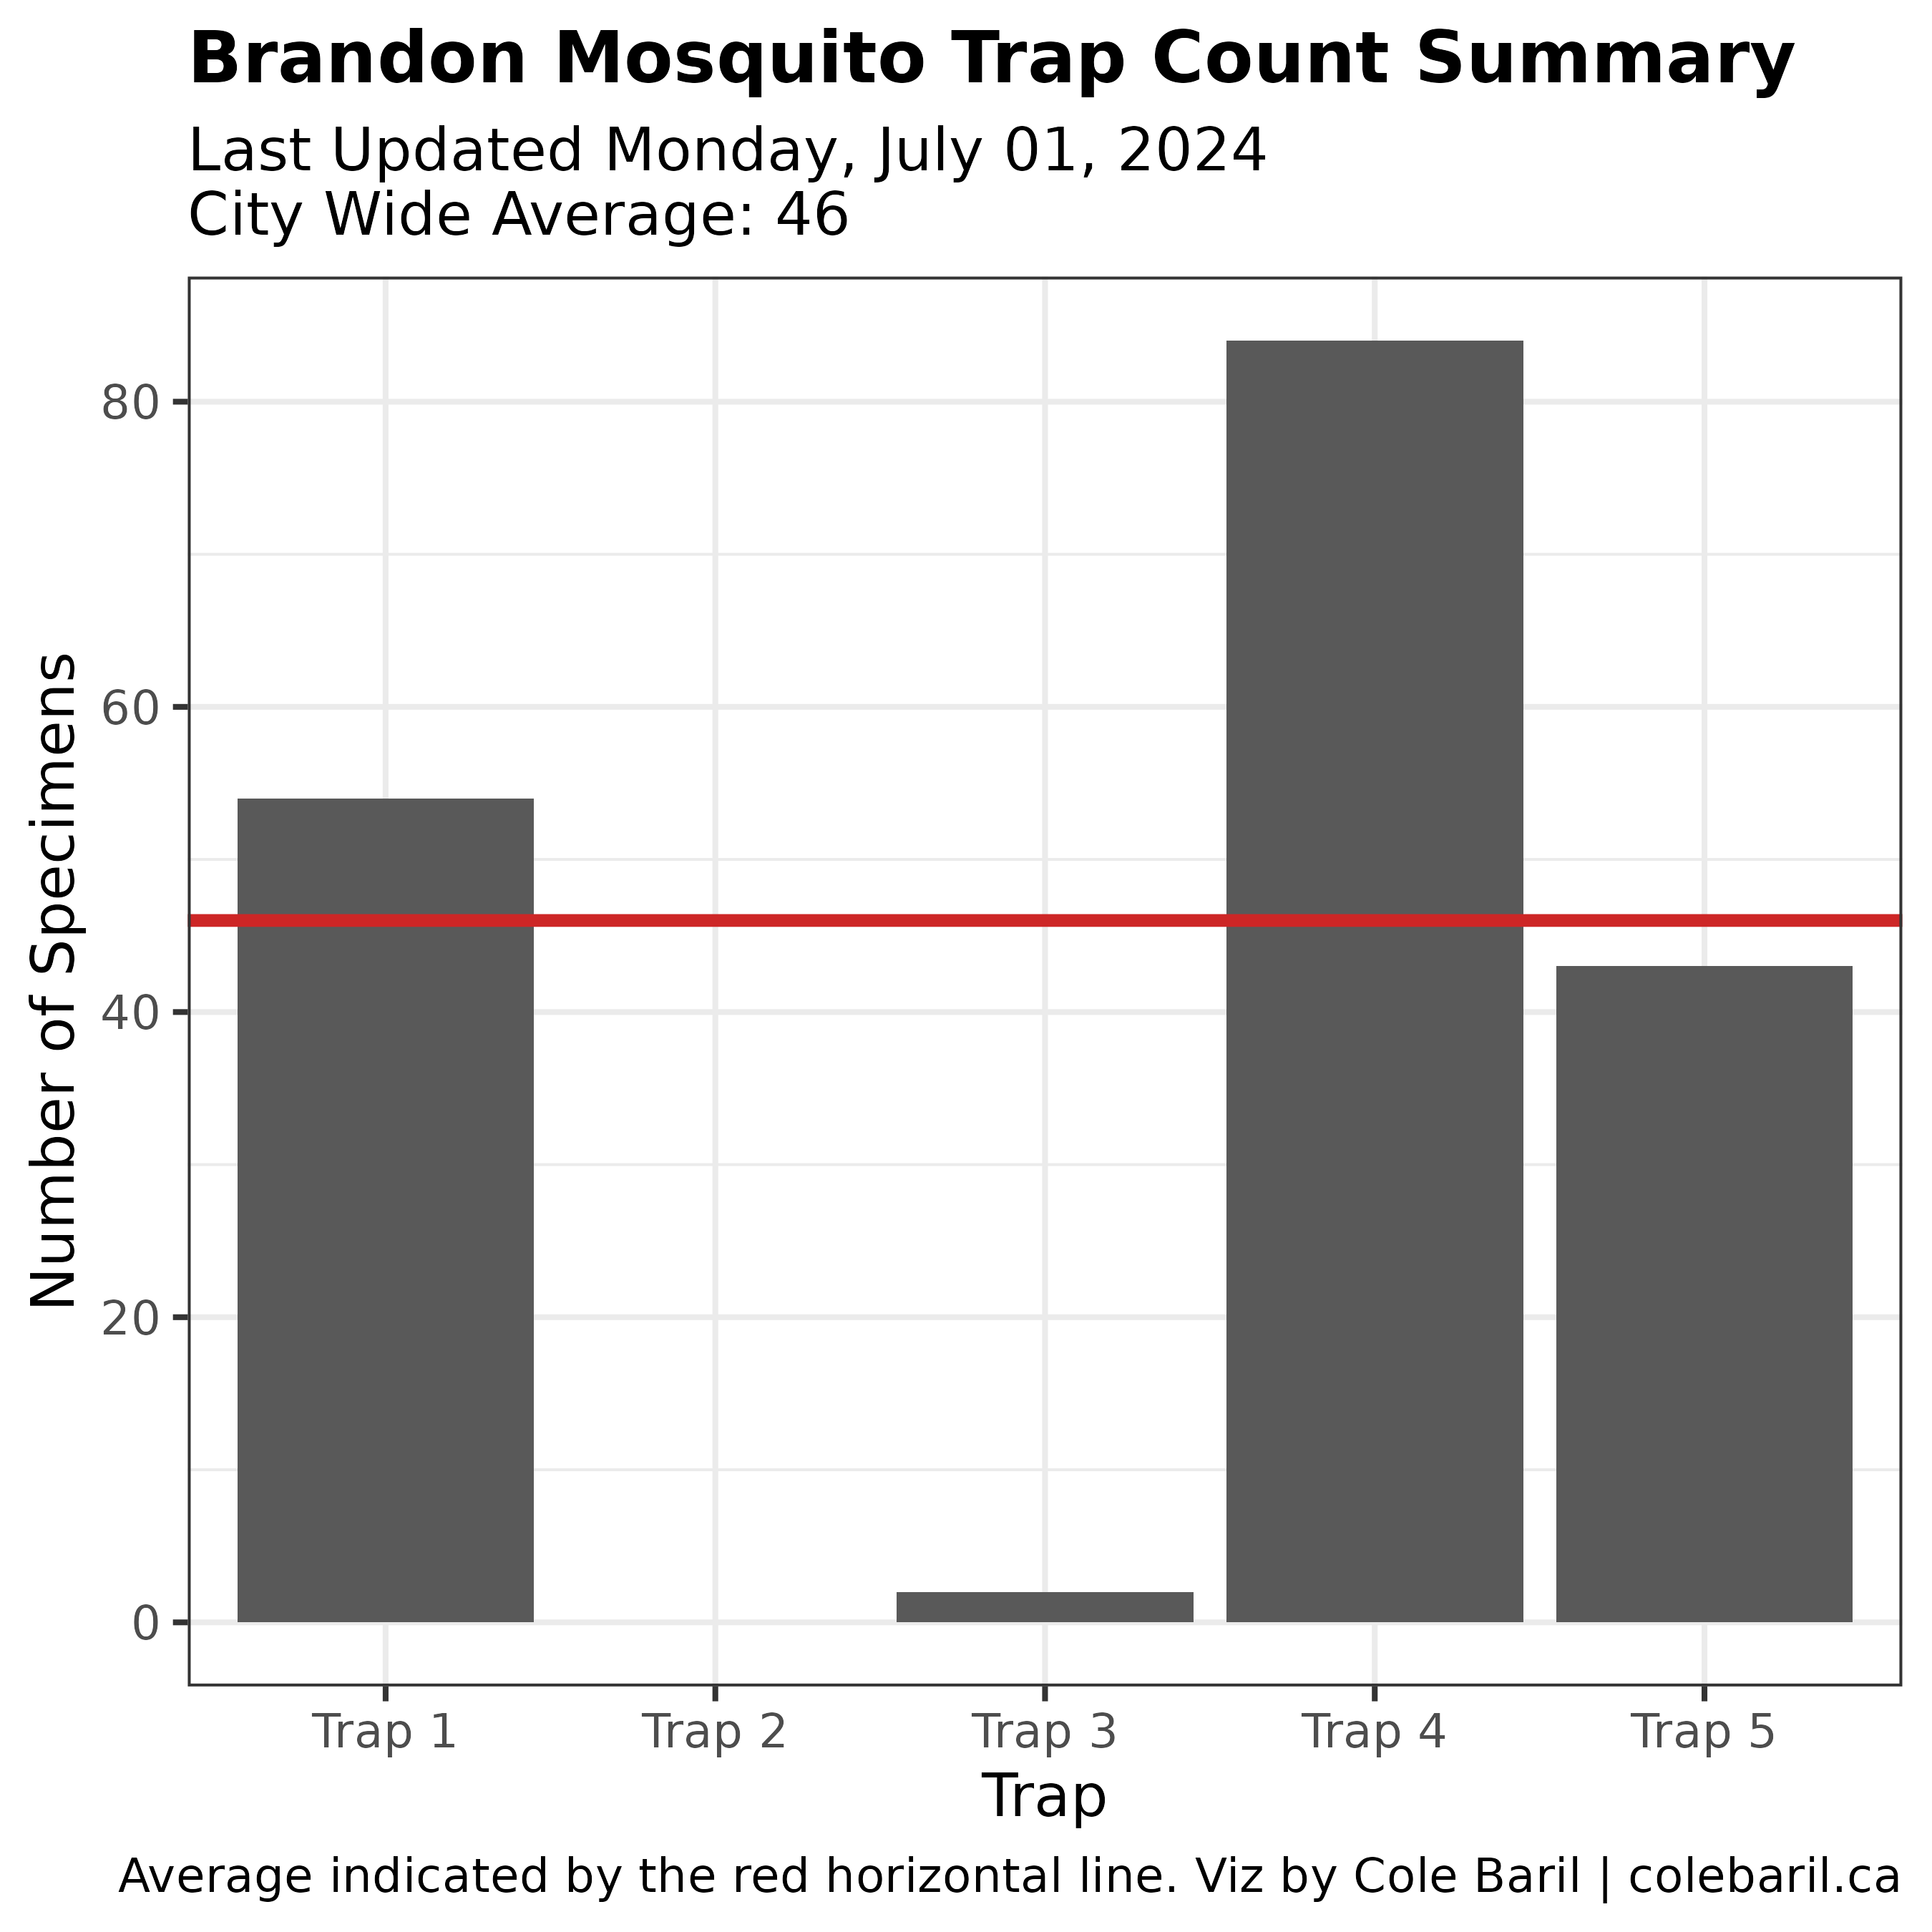 Brandon Mosquito Trap Count Summary
Last Updated Monday, July 01, 2024
City Wide Average: 46
Number of Specimens
80
60
40
20
0
Trap 1 Trap 2 Trap 3 Trap 4 Trap 5
Trap
Average indicated by the red horizontal line. Viz by Cole Baril | colebaril.ca